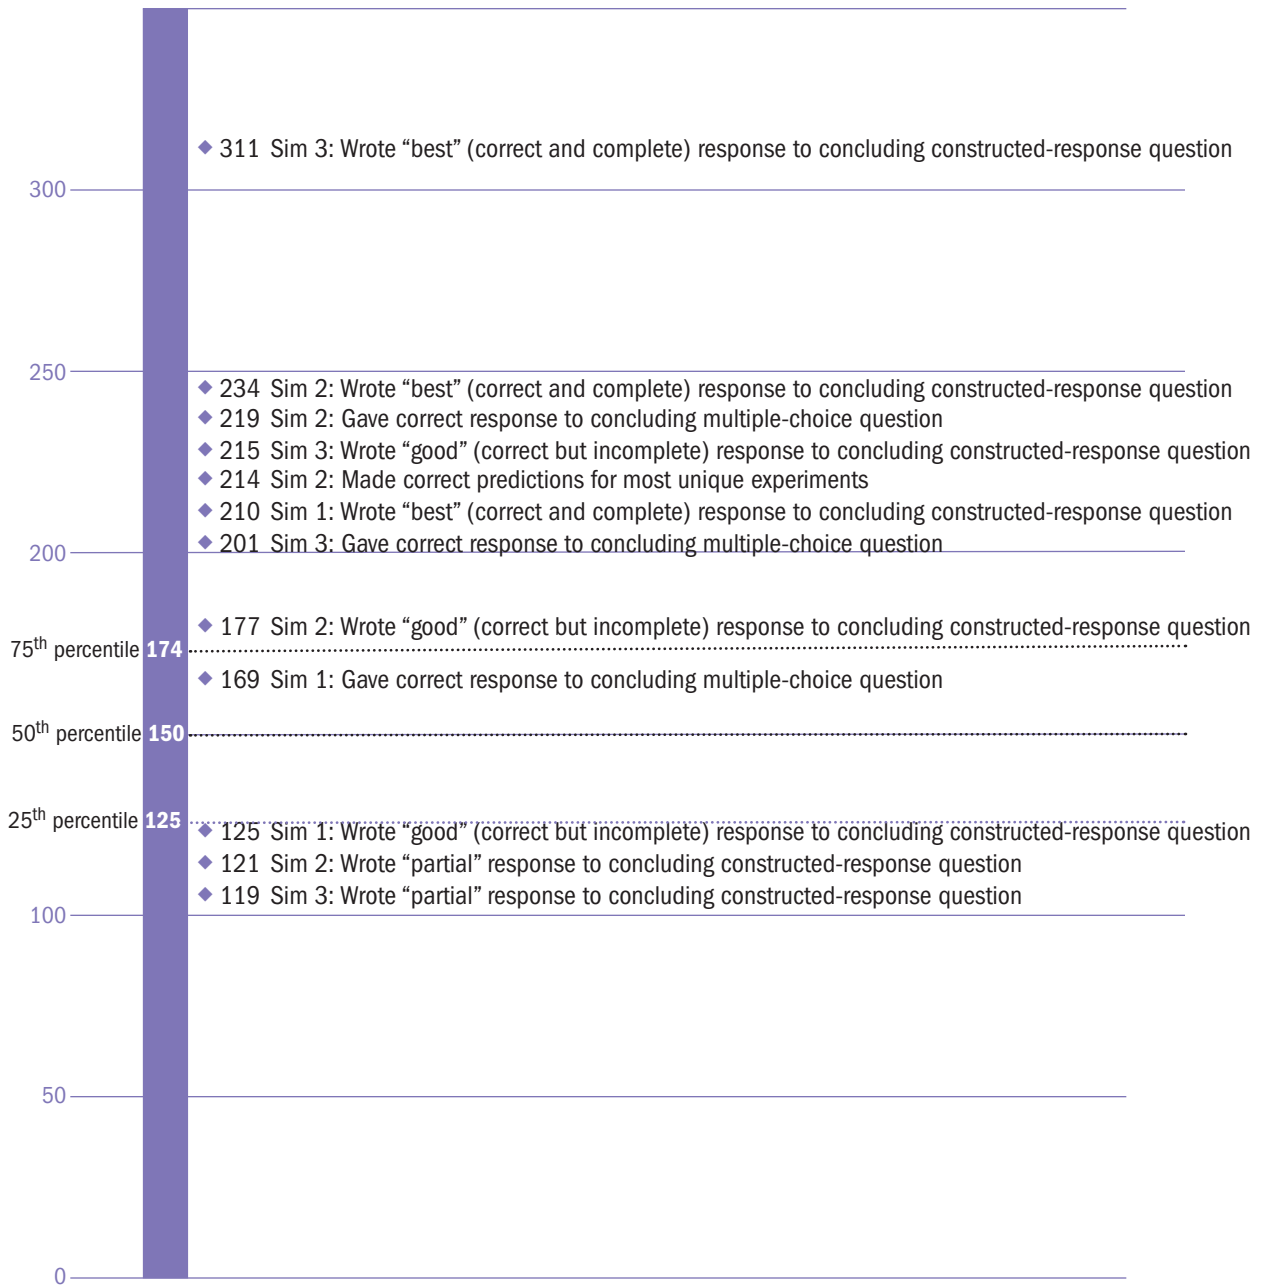 ◆ 311 Sim 3: Wrote “best” (correct and complete) response to concluding constructed-response question
300
250
◆ 234 Sim 2: Wrote “best” (correct and complete) response to concluding constructed-response question
◆ 219 Sim 2: Gave correct response to concluding multiple-choice question
◆ 215 Sim 3: Wrote “good” (correct but incomplete) response to concluding constructed-response question
◆ 214 Sim 2: Made correct predictions for most unique experiments
◆ 210 Sim 1: Wrote “best” (correct and complete) response to concluding constructed-response question
◆ 201 Sim 3: Gave correct response to concluding multiple-choice question
200
◆ 177 Sim 2: Wrote “good” (correct but incomplete) response to concluding constructed-response question
75th percentile 174
◆ 169 Sim 1: Gave correct response to concluding multiple-choice question
50th percentile 150
25th percentile 125
◆ 125 Sim 1: Wrote “good” (correct but incomplete) response to concluding constructed-response question
◆ 121 Sim 2: Wrote “partial” response to concluding constructed-response question
◆ 119 Sim 3: Wrote “partial” response to concluding constructed-response question
100
50
0